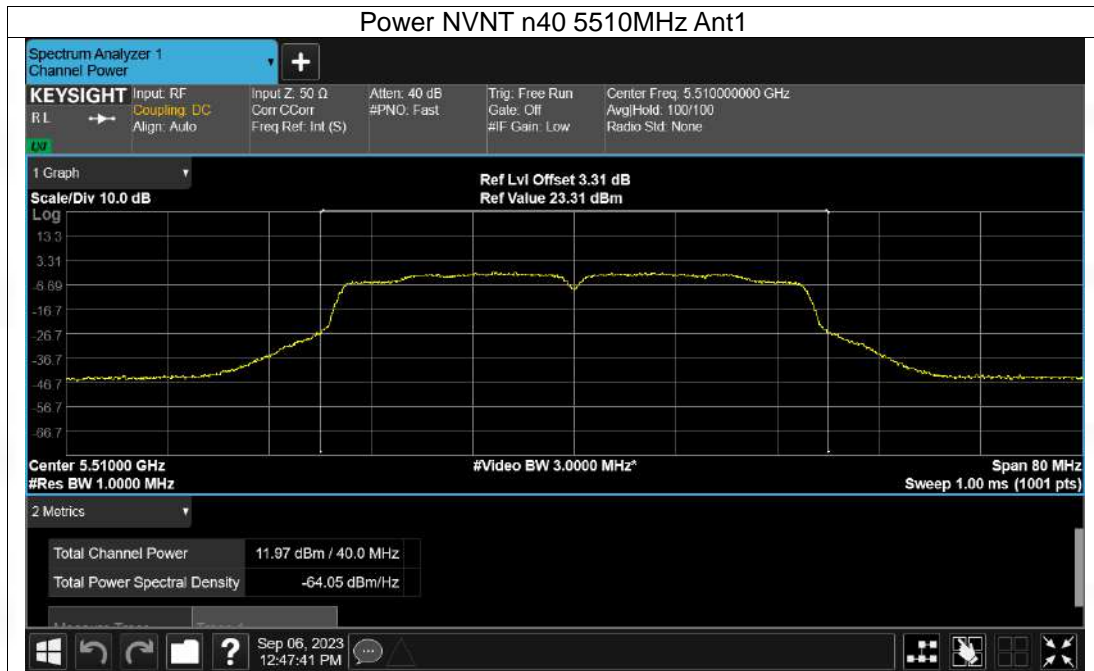 Power NVNT n40 5510MHz Ant1
Spectrum Analyzer 1
Channel Power
+
KEYSIGHT
R L
LXI
Input: RF
Coupling: DC
Align: Auto
Input Z: 50 Ω
Corr CCorr
Freq Ref: Int (S)
Atten: 40 dB
#PNO: Fast
Trig: Free Run
Gate: Off
#IF Gain: Low
Center Freq: 5.510000000 GHz
Avg|Hold: 100/100
Radio Std: None
1 Graph
Scale/Div 10.0 dB
Ref Lvl Offset 3.31 dB
Ref Value 23.31 dBm
Log
13.3
3.31
-6.69
-16.7
-26.7
-36.7
-46.7
-56.7
-66.7
Center 5.51000 GHz
#Res BW 1.0000 MHz
#Video BW 3.0000 MHz*
Span 80 MHz
Sweep 1.00 ms (1001 pts)
2 Metrics
Total Channel Power 11.97 dBm / 40.0 MHz
Total Power Spectral Density -64.05 dBm/Hz
?
Sep 06, 2023
12:47:41 PM